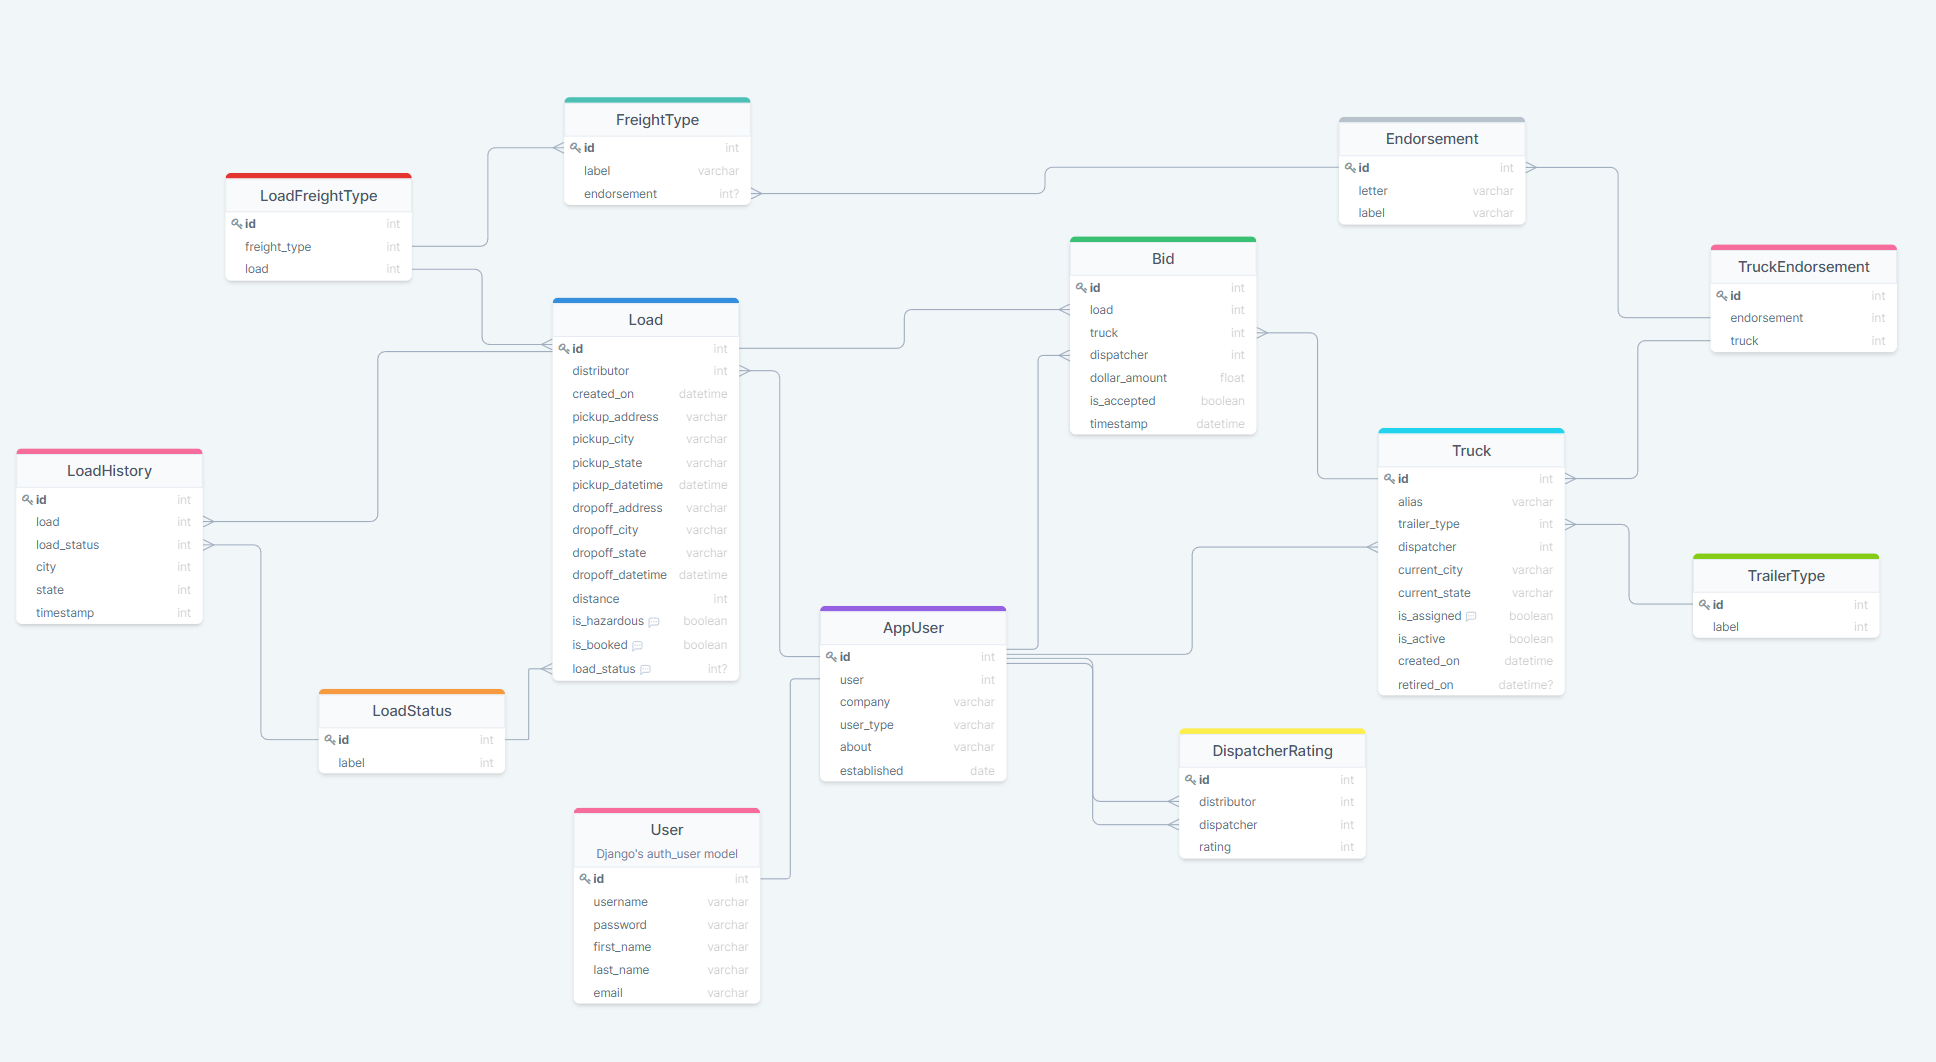 FreightType
id int
label varchar
endorsement int?
Endorsement
id int
letter varchar
label varchar
LoadFreightType
id int
freight_type int
load int
Bid
id int
load int
truck int
dispatcher int
dollar_amount float
is_accepted boolean
timestamp datetime
TruckEndorsement
id int
endorsement int
truck int
Load
id int
distributor int
created_on datetime
pickup_address varchar
pickup_city varchar
pickup_state varchar
pickup_datetime datetime
dropoff_address varchar
dropoff_city varchar
dropoff_state varchar
dropoff_datetime datetime
distance int
is_hazardous boolean
is_booked boolean
load_status int?
Truck
id int
alias varchar
trailer_type int
dispatcher int
current_city varchar
current_state varchar
is_assigned boolean
is_active boolean
created_on datetime
retired_on datetime?
LoadHistory
id int
load int
load_status int
city int
state int
timestamp int
TrailerType
id int
label int
AppUser
id int
user int
company varchar
user_type varchar
about varchar
established date
LoadStatus
id int
label int
DispatcherRating
id int
distributor int
dispatcher int
rating int
User
Django's auth_user model
id int
username varchar
password varchar
first_name varchar
last_name varchar
email varchar